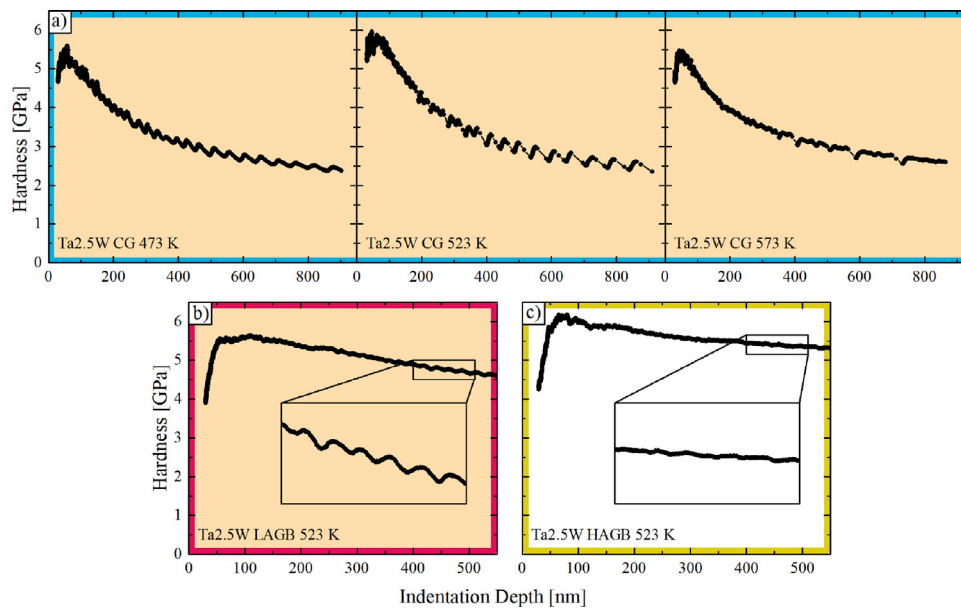 a)
Hardness [GPa]
6
5
4
3
2
1
0
Ta2.5W CG 473 K
Ta2.5W CG 523 K
Ta2.5W CG 573 K
0 200 400 600 800 0 200 400 600 800 0 200 400 600 800
b)
c)
Hardness [GPa]
6
5
4
3
2
1
0
Ta2.5W LAGB 523 K
Ta2.5W HAGB 523 K
0 100 200 300 400 500 0 100 200 300 400 500
Indentation Depth [nm]